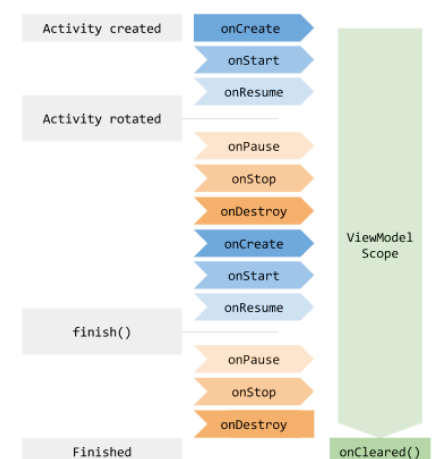 Activity created
onCreate
onStart
onResume
Activity rotated
onPause
onStop
onDestroy
onCreate
ViewModel
Scope
onStart
onResume
finish()
onPause
onStop
onDestroy
Finished
onCleared()